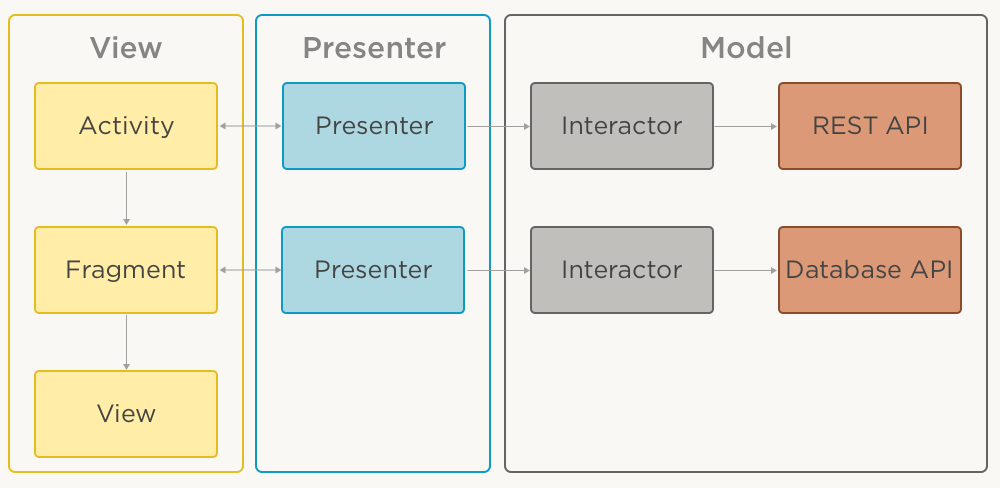 View
Presenter
Model
Activity
Presenter
Interactor
REST API
Fragment
Presenter
Interactor
Database API
View